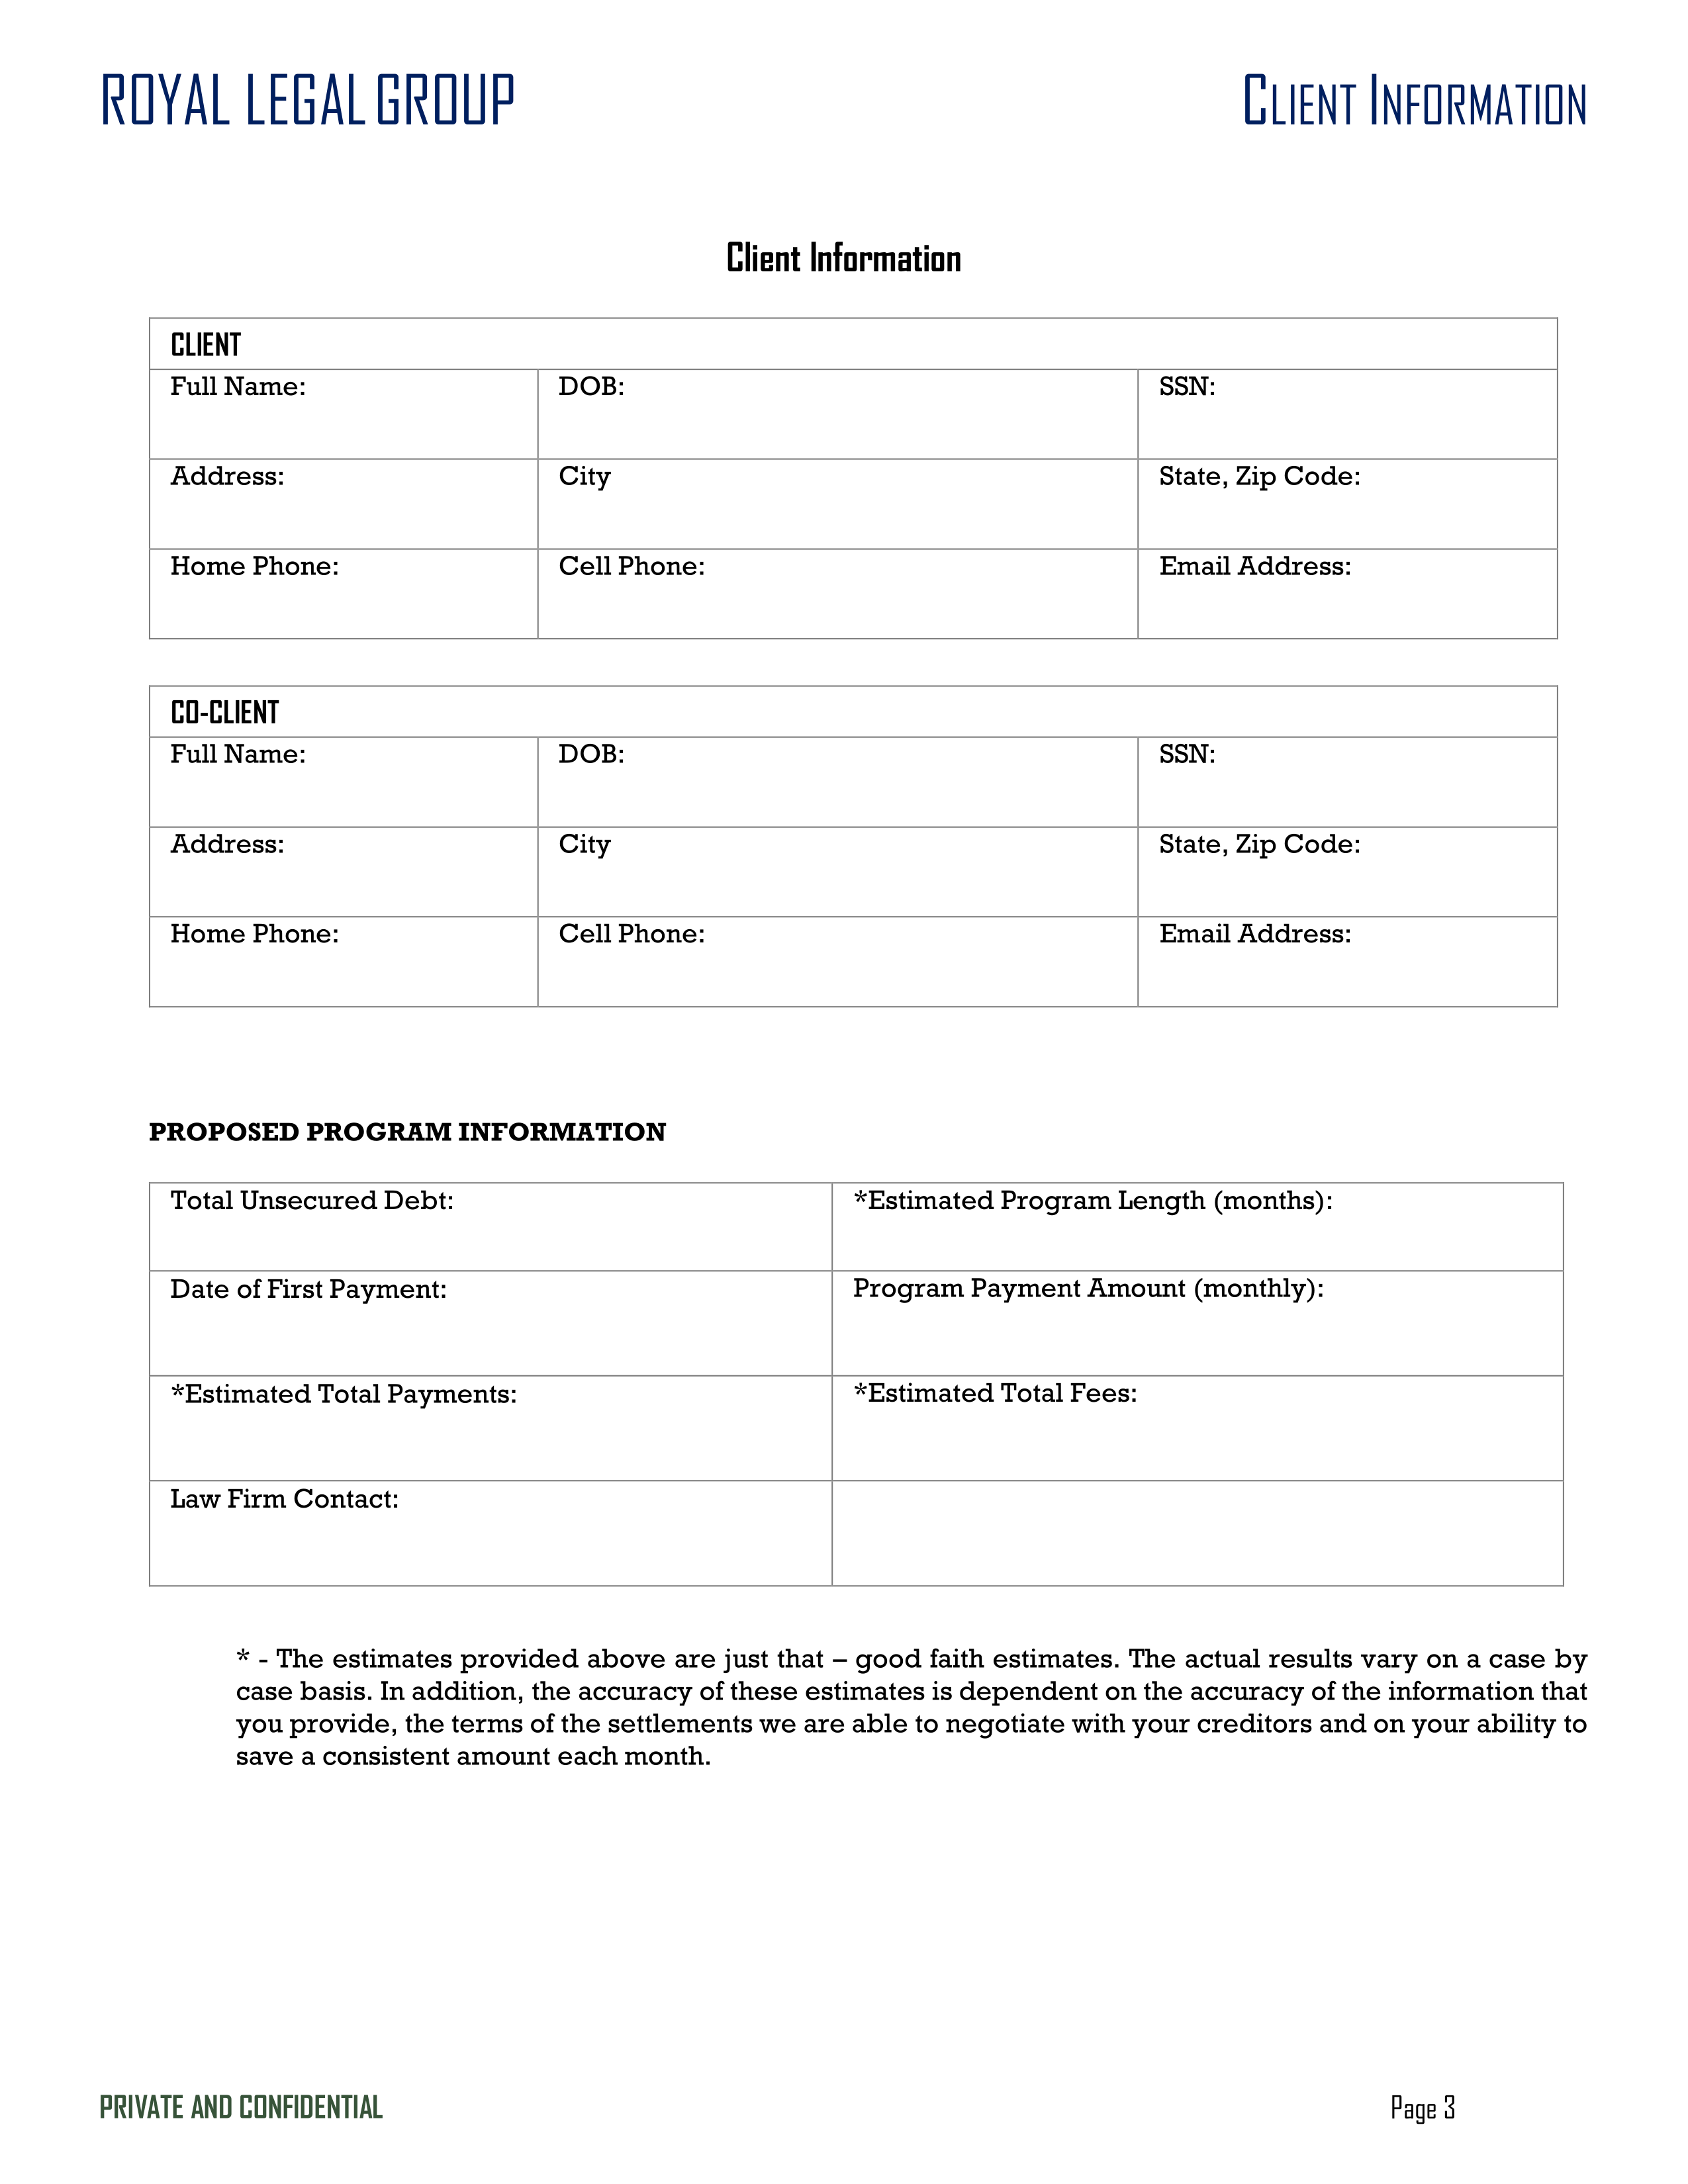 ROYAL LEGAL GROUP CLIENT INFORMATION
Client Information
CLIENT
Full Name: DOB: SSN:
Address: City State, Zip Code:
Home Phone: Cell Phone: Email Address:
CO-CLIENT
Full Name: DOB: SSN:
Address: City State, Zip Code:
Home Phone: Cell Phone: Email Address:
PROPOSED PROGRAM INFORMATION
Total Unsecured Debt: *Estimated Program Length (months):
Date of First Payment: Program Payment Amount (monthly):
*Estimated Total Payments: *Estimated Total Fees:
Law Firm Contact:
* - The estimates provided above are just that – good faith estimates. The actual results vary on a case by
case basis. In addition, the accuracy of these estimates is dependent on the accuracy of the information that
you provide, the terms of the settlements we are able to negotiate with your creditors and on your ability to
save a consistent amount each month.
PRIVATE AND CONFIDENTIAL Page 3